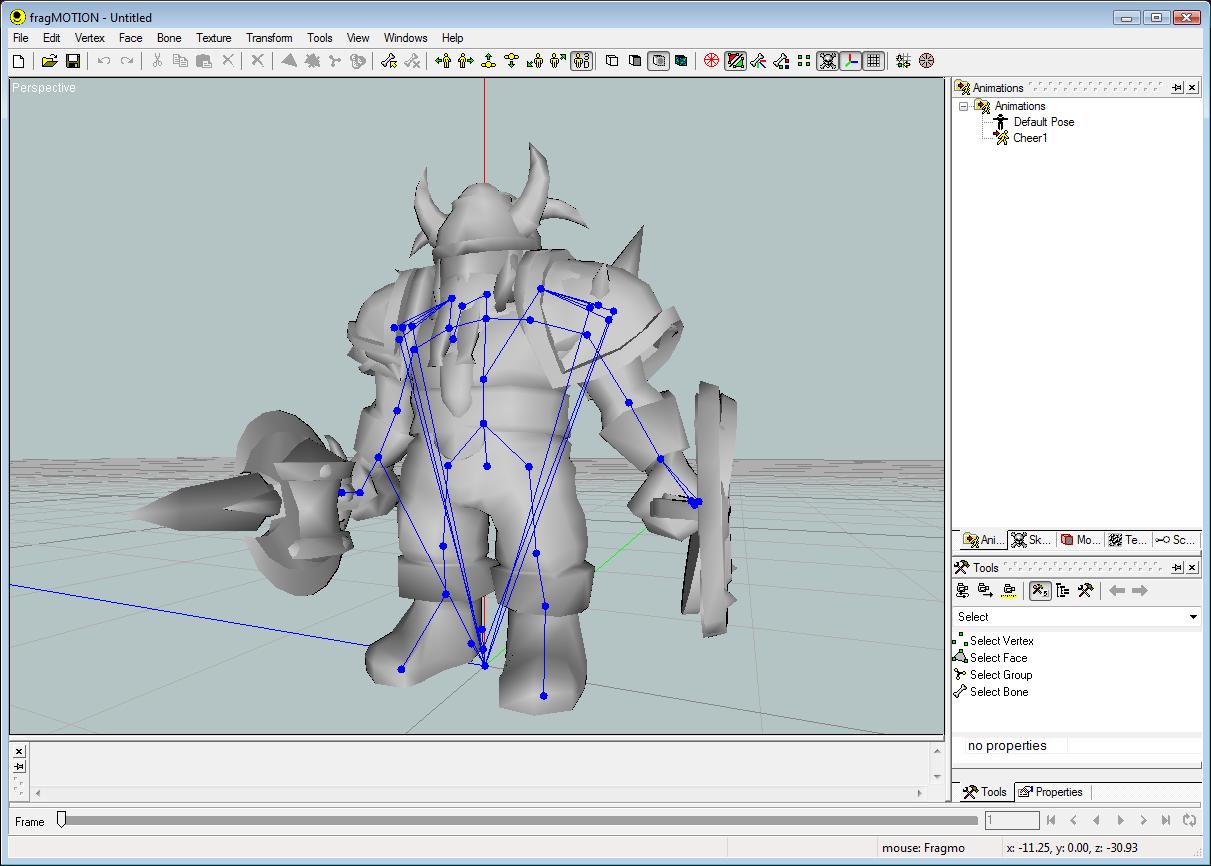 fragMOTION - Untitled
File Edit Vertex Face Bone Texture Transform Tools View Windows Help
Perspective
Animations
Animations
Default Pose
Cheer1
Ani... Sk... Mo... Te... Sc...
Tools
Select
Select Vertex
Select Face
Select Group
Select Bone
no properties
Tools Properties
Frame 1
mouse: Fragmo x: -11.25, y: 0.00, z: -30.93